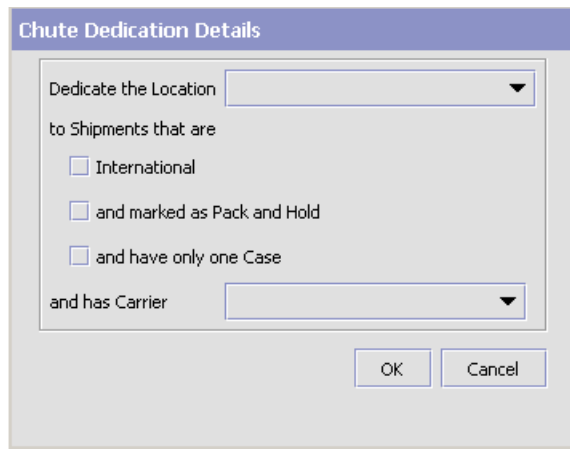 Chute Dedication Details
Dedicate the Location
to Shipments that are
International
and marked as Pack and Hold
and have only one Case
and has Carrier
OK Cancel